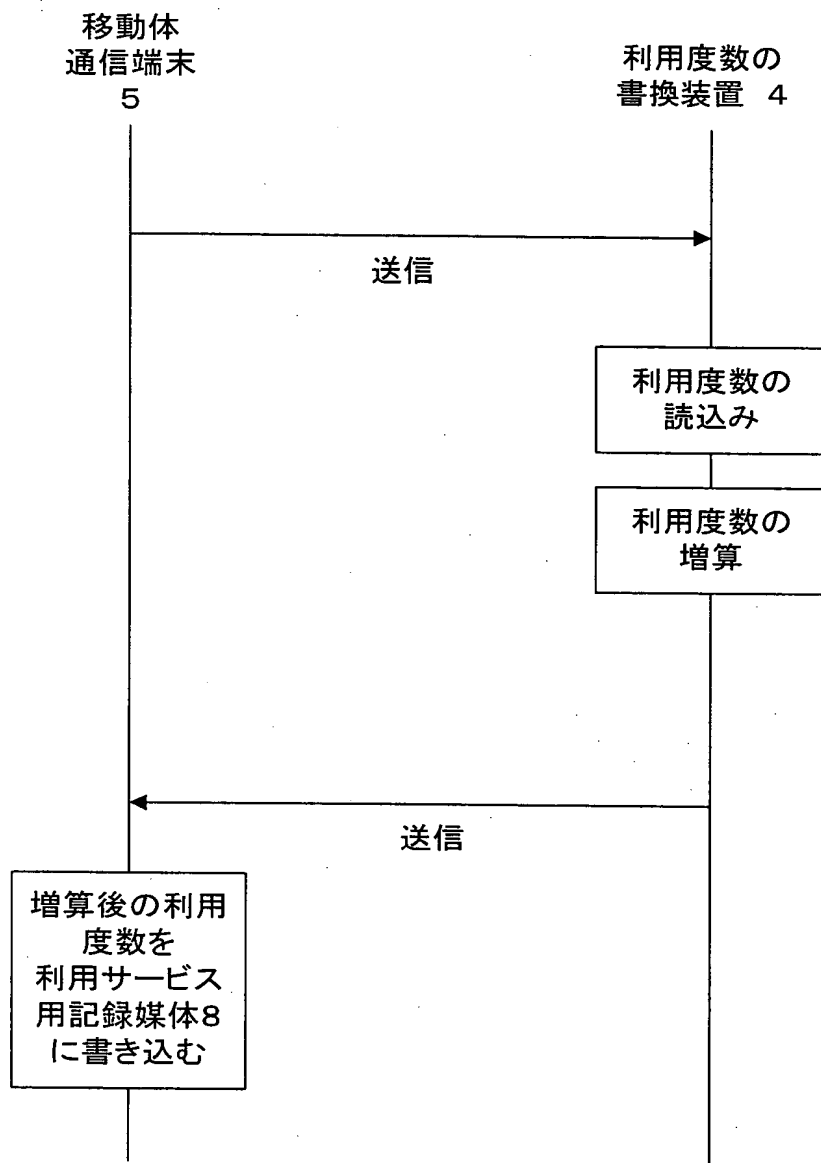 移動体
通信端末
5
利用度数の
書換装置 4
送信
利用度数の
読込み
利用度数の
増算
送信
増算後の利用
度数を
利用サービス
用記録媒体8
に書き込む